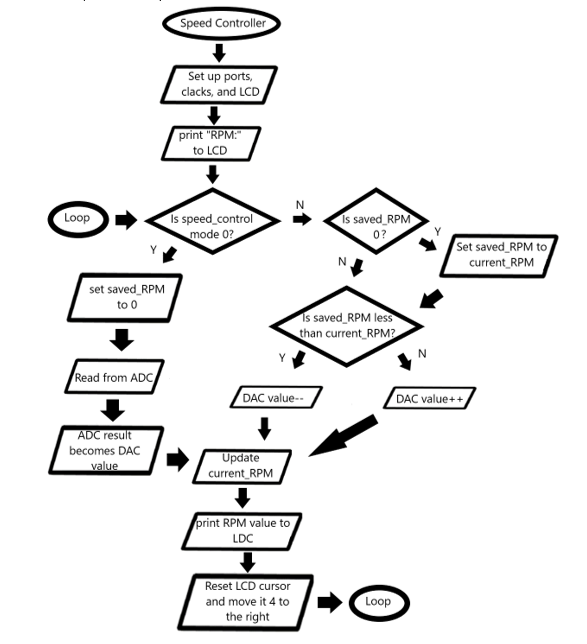 Speed Controller
Set up ports,
clacks, and LCD
print "RPM:"
to LCD
Loop
Is speed_control
mode 0?
N
Is saved_RPM
0?
Y
Set saved_RPM to
current_RPM
Y
N
set saved_RPM
to 0
Is saved_RPM less
than current_RPM?
Read from ADC
Y
N
DAC value--
DAC value++
ADC result
becomes DAC
value
Update
current_RPM
print RPM value to
LDC
Reset LCD cursor
and move it 4 to
the right
Loop